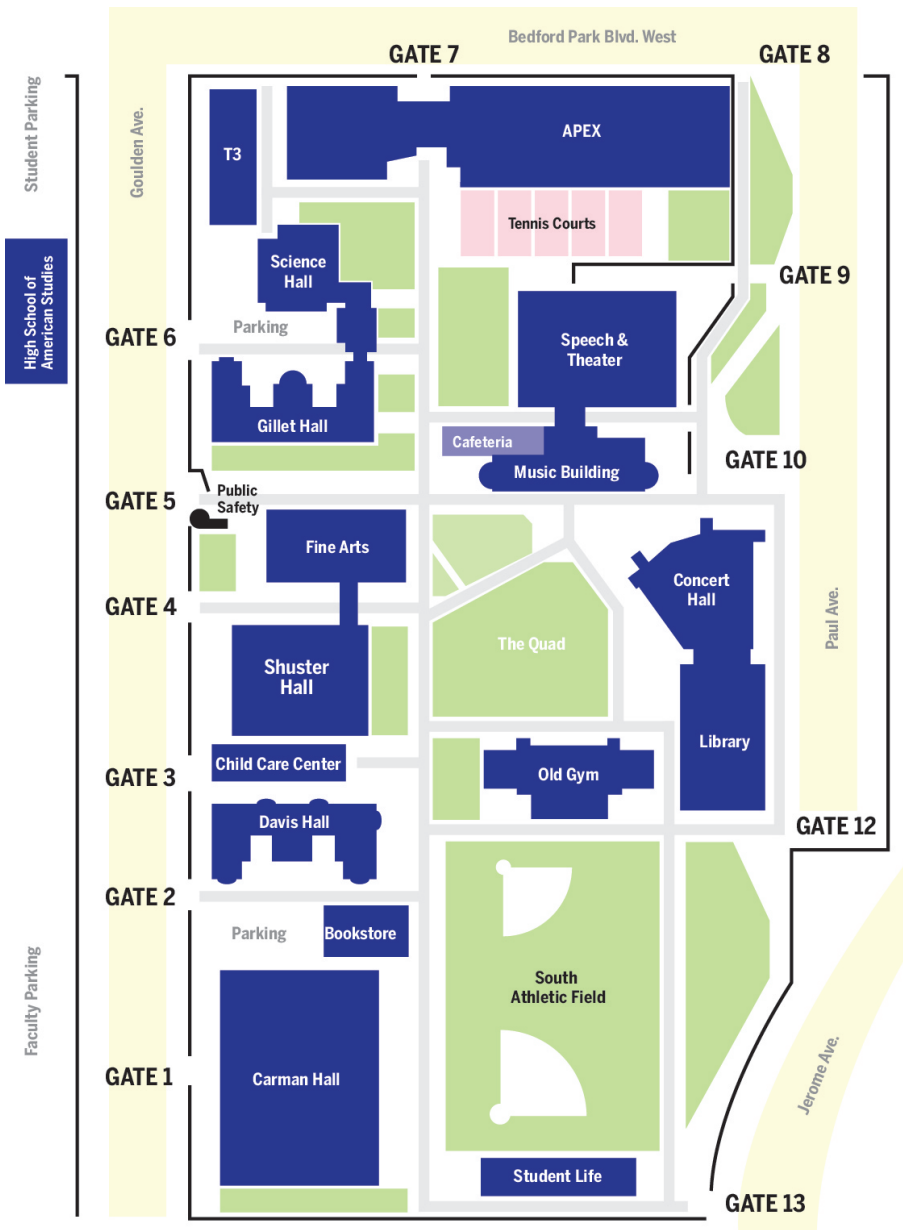 Bedford Park Blvd. West
GATE 7
GATE 8
Student Parking
Goulden Ave.
T3
APEX
Tennis Courts
High School of
American Studies
Science
Hall
GATE 9
Parking
GATE 6
Speech &
Theater
Gillet Hall
Cafeteria
Music Building
GATE 10
GATE 5
Public
Safety
Fine Arts
Concert
Hall
GATE 4
Paul Ave.
The Quad
Shuster
Hall
Library
Child Care Center
GATE 3
Old Gym
Davis Hall
GATE 12
GATE 2
Parking
Bookstore
Faculty Parking
South
Athletic Field
GATE 1
Carman Hall
Jerome Ave.
Student Life
GATE 13